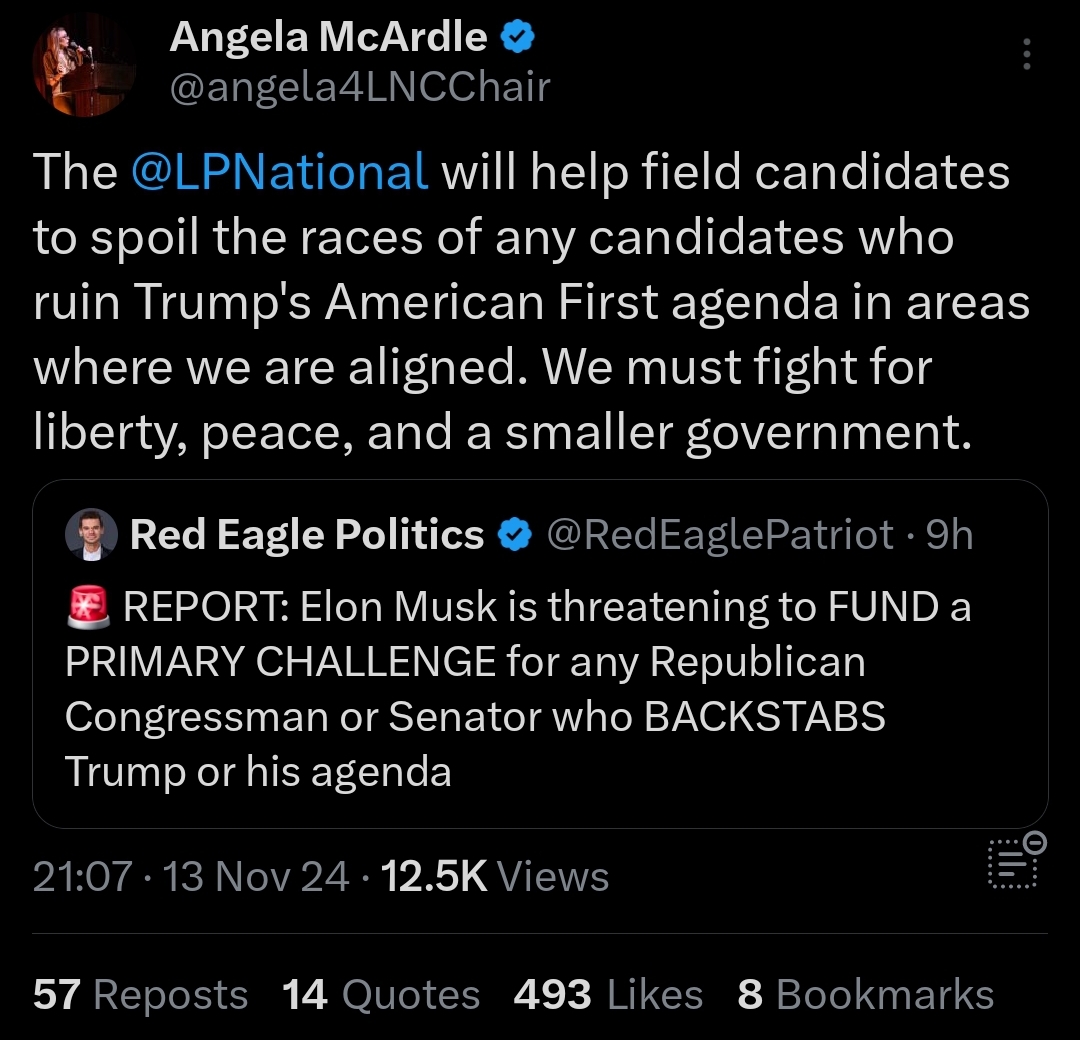 Angela McArdle
@angela4LNCChair
The @LPNational will help field candidates
to spoil the races of any candidates who
ruin Trump's American First agenda in areas
where we are aligned. We must fight for
liberty, peace, and a smaller government.
Red Eagle Politics @RedEaglePatriot · 9h
🚨 REPORT: Elon Musk is threatening to FUND a
PRIMARY CHALLENGE for any Republican
Congressman or Senator who BACKSTABS
Trump or his agenda
21:07 · 13 Nov 24 · 12.5K Views
57 Reposts 14 Quotes 493 Likes 8 Bookmarks